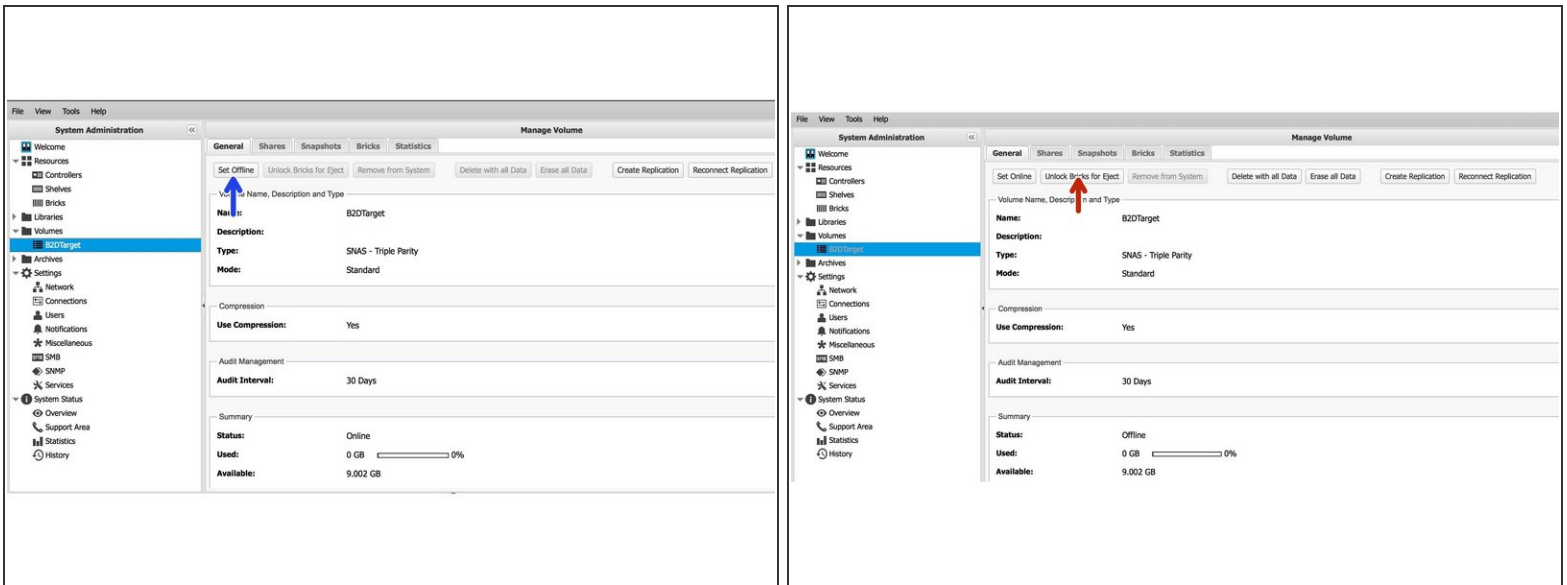 File View Tools Help
System Administration
Welcome
Resources
Controllers
Shelves
Bricks
Libraries
Volumes
B2DTarget
Archives
Settings
Network
Connections
Users
Notifications
Miscellaneous
SMB
SNMP
Services
System Status
Overview
Support Area
Statistics
History
Manage Volume
General Shares Snapshots Bricks Statistics
Set Offline Unlock Bricks for Eject Remove from System Delete with all Data Erase all Data Create Replication Reconnect Replication
Name, Description and Type
B2DTarget
Description:
Type: SNAS - Triple Parity
Mode: Standard
Compression
Use Compression: Yes
Audit Management
Audit Interval: 30 Days
Summary
Status: Online
Used: 0 GB 0%
Available: 9.002 GB
File View Tools Help
System Administration
Welcome
Resources
Controllers
Shelves
Bricks
Libraries
Volumes
B2DTarget
Archives
Settings
Network
Connections
Users
Notifications
Miscellaneous
SMB
SNMP
Services
System Status
Overview
Support Area
Statistics
History
Manage Volume
General Shares Snapshots Bricks Statistics
Set Online Unlock Bricks for Eject Remove from System Delete with all Data Erase all Data Create Replication Reconnect Replication
Volume Name, Description and Type
Name: B2DTarget
Description:
Type: SNAS - Triple Parity
Mode: Standard
Compression
Use Compression: Yes
Audit Management
Audit Interval: 30 Days
Summary
Status: Offline
Used: 0 GB 0%
Available: 9.002 GB